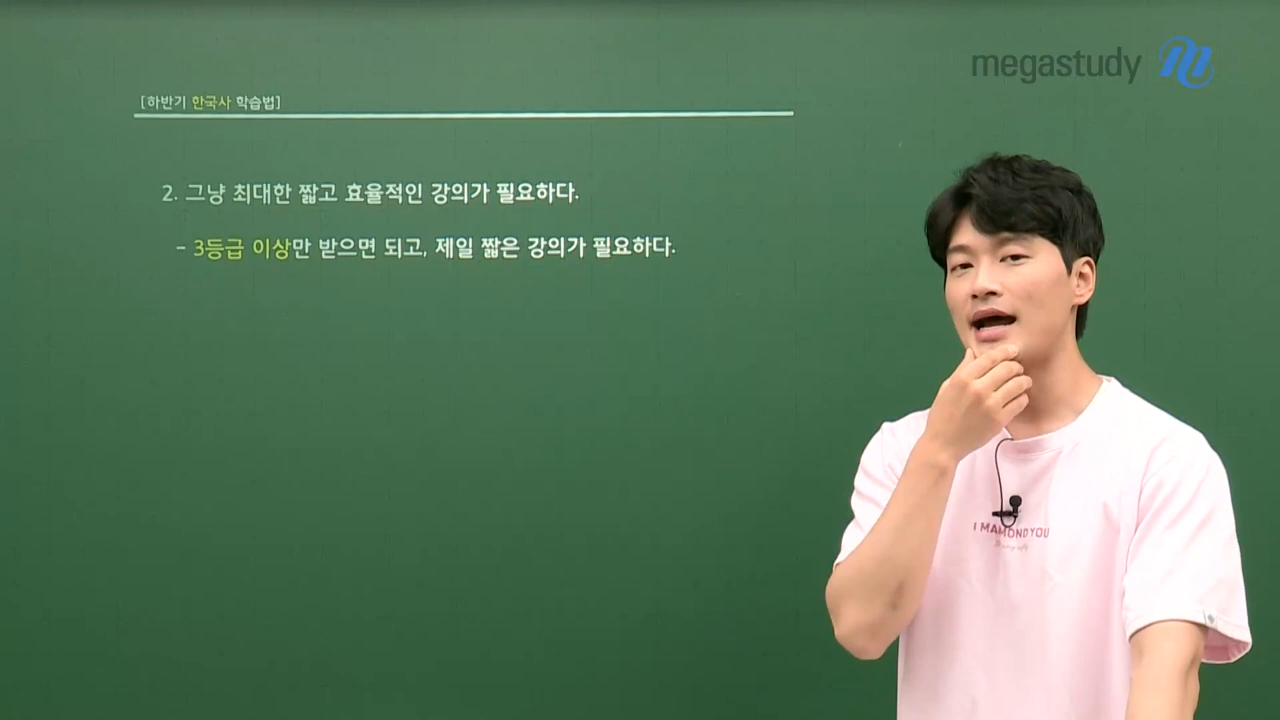 megastudy
[하반기 한국사 학습법]
2. 그냥 최대한 짧고 효율적인 강의가 필요하다.
- 3등급 이상만 받으면 되고, 제일 짧은 강의가 필요하다.
I MAMOND YOU